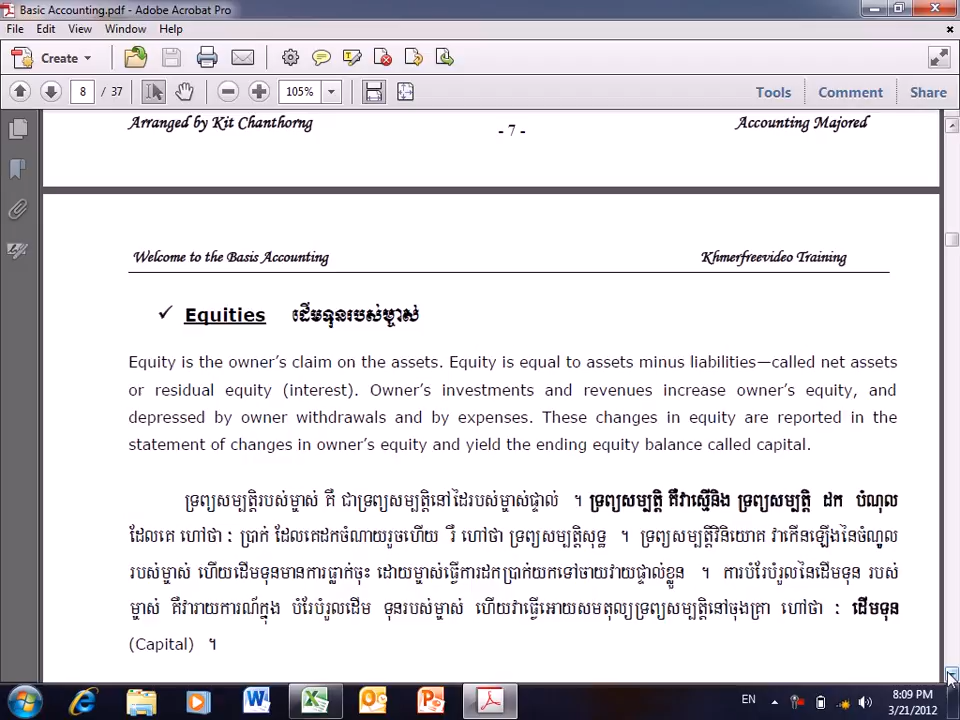 Basic Accounting.pdf - Adobe Acrobat Pro
File Edit View Window Help
Create
8 / 37 105% Tools Comment Share
Arranged by Kit Chanthorng - 7 - Accounting Majored
Welcome to the Basis Accounting Khmerfreevideo Training
✓ Equities ដើមទុនរបស់ម្ចាស់
Equity is the owner's claim on the assets. Equity is equal to assets minus liabilities—called net assets
or residual equity (interest). Owner's investments and revenues increase owner's equity, and
depressed by owner withdrawals and by expenses. These changes in equity are reported in the
statement of changes in owner's equity and yield the ending equity balance called capital.
ទ្រព្យសម្បត្តិរបស់ម្ចាស់ គឺ ជាទ្រព្យសម្បត្តិនៅដៃរបស់ម្ចាស់ផ្ទាល់ ។ ទ្រព្យសម្បត្តិ គឺវាស្មើនិង ទ្រព្យសម្បត្តិ ដក បំណុល
ដែលគេ ហៅថា : ប្រាក់ ដែលគេដកចំណាយរួចហើយ រឺ ហៅថា ទ្រព្យសម្បត្តិសុទ្ធ ។ ទ្រព្យសម្បត្តិវិនិយោគ វាកើនឡើងនៃចំណូល
របស់ម្ចាស់ ហើយដើមទុនមានការធ្លាក់ចុះ ដោយម្ចាស់ធ្វើការដកប្រាក់យកទៅចាយវាយផ្ទាល់ខ្លួន ។ ការបំរែបំរួលនៃដើមទុន របស់
ម្ចាស់ គឺវារាយការណ៍ក្នុង បំរែបំរួលដើម ទុនរបស់ម្ចាស់ ហើយវាធ្វើអោយសមតុល្យទ្រព្យសម្បត្តិនៅចុងគ្រា ហៅថា : ដើមទុន
(Capital) ។
EN 8:09 PM
3/21/2012